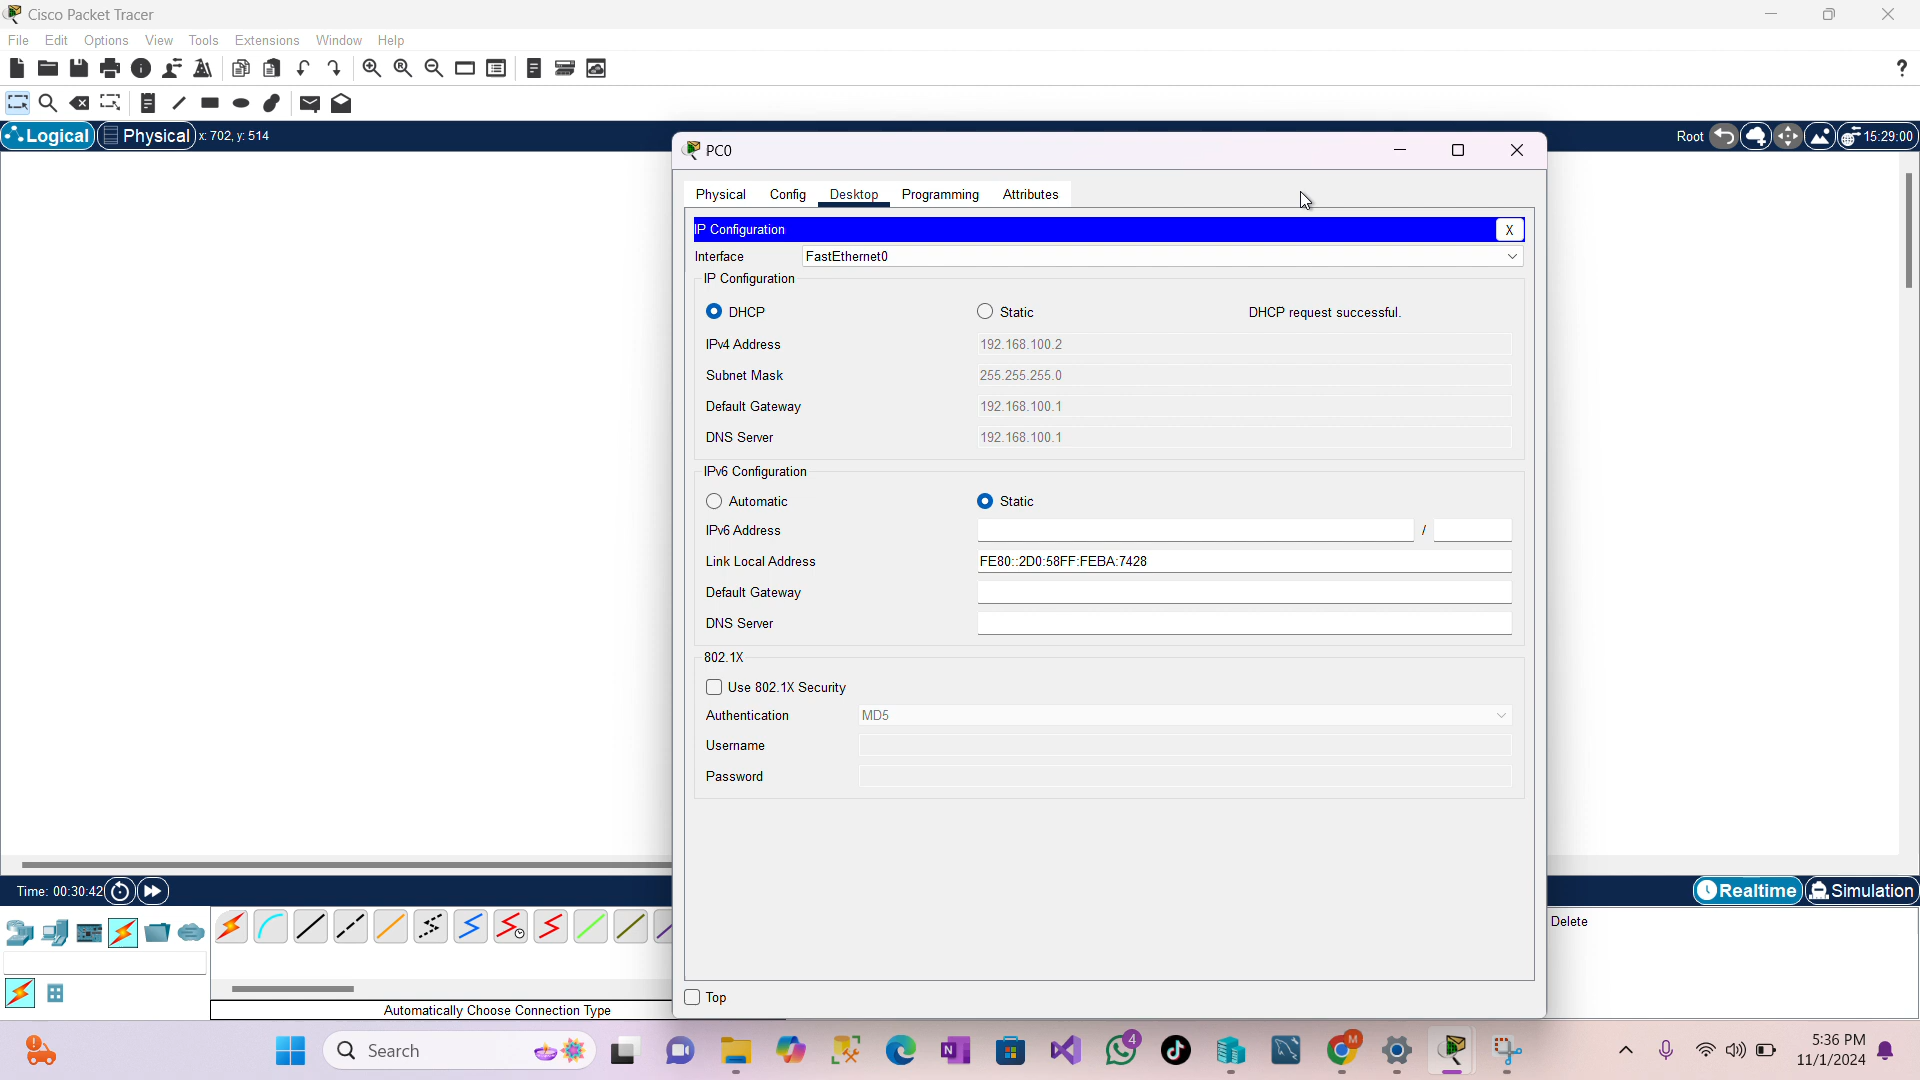 Cisco Packet Tracer
File Edit Options View Tools Extensions Window Help
?
Logical Physical x: 702, y: 514
Root 15:29:00
PC0
Physical Config Desktop Programming Attributes
IP Configuration X
Interface FastEthernet0
IP Configuration
DHCP Static DHCP request successful.
IPv4 Address 192.168.100.2
Subnet Mask 255.255.255.0
Default Gateway 192.168.100.1
DNS Server 192.168.100.1
IPv6 Configuration
Automatic Static
IPv6 Address /
Link Local Address FE80::2D0:58FF:FEBA:7428
Default Gateway
DNS Server
802.1X
Use 802.1X Security
Authentication MD5
Username
Password
Top
Time: 00:30:42
Realtime Simulation
Delete
Automatically Choose Connection Type
Search
4
M
5:36 PM
11/1/2024